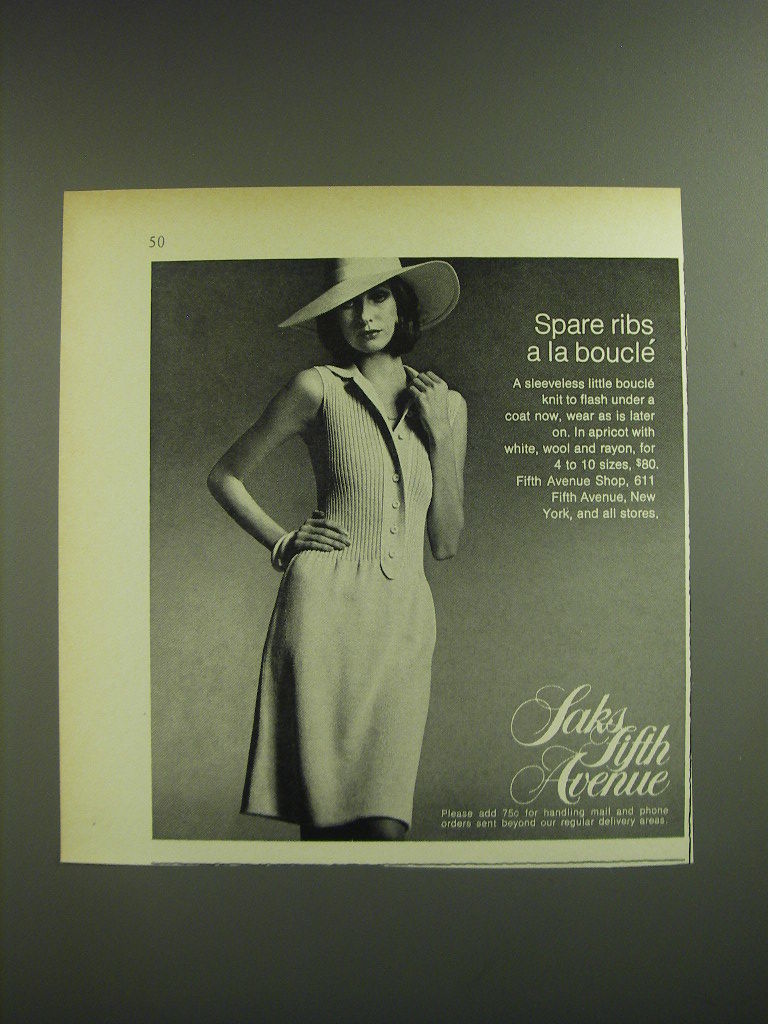 50
Spare ribs
a la bouclé
A sleeveless little bouclé
knit to flash under a
coat now, wear as is later
on. In apricot with
white, wool and rayon, for
4 to 10 sizes, $80.
Fifth Avenue Shop, 611
Fifth Avenue, New
York, and all stores.
Saks
Fifth
Avenue
Please add 75¢ for handling mail and phone
orders sent beyond our regular delivery areas.